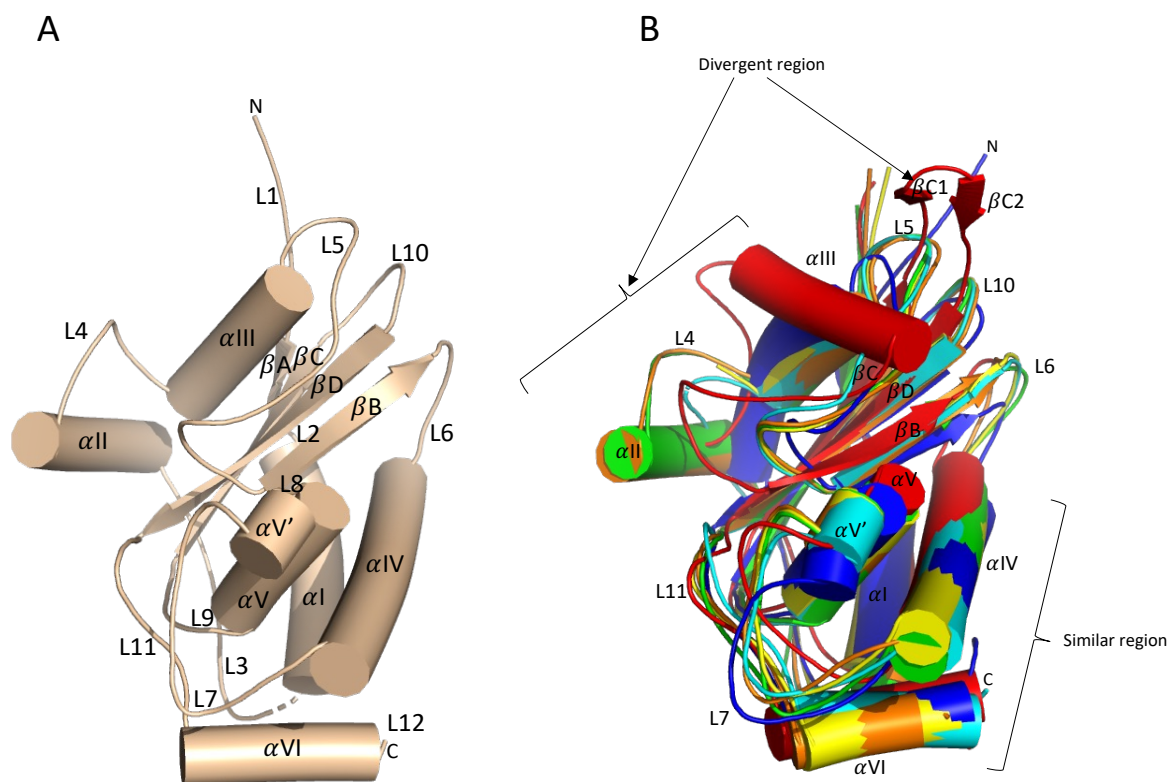 A
B
Divergent region
N
L1
L5
L10
αIII
L4
βA
βC
βD
βB
L6
αII
L2
L8
αV’
αIV
αV
αI
L9
L11
L3
L7
L12
αVI
C
N
βC1
βC2
L5
αIII
L10
L4
βC
βD
L6
βB
αII
αV
αV’
αIV
L11
αI
Similar region
C
L7
αVI